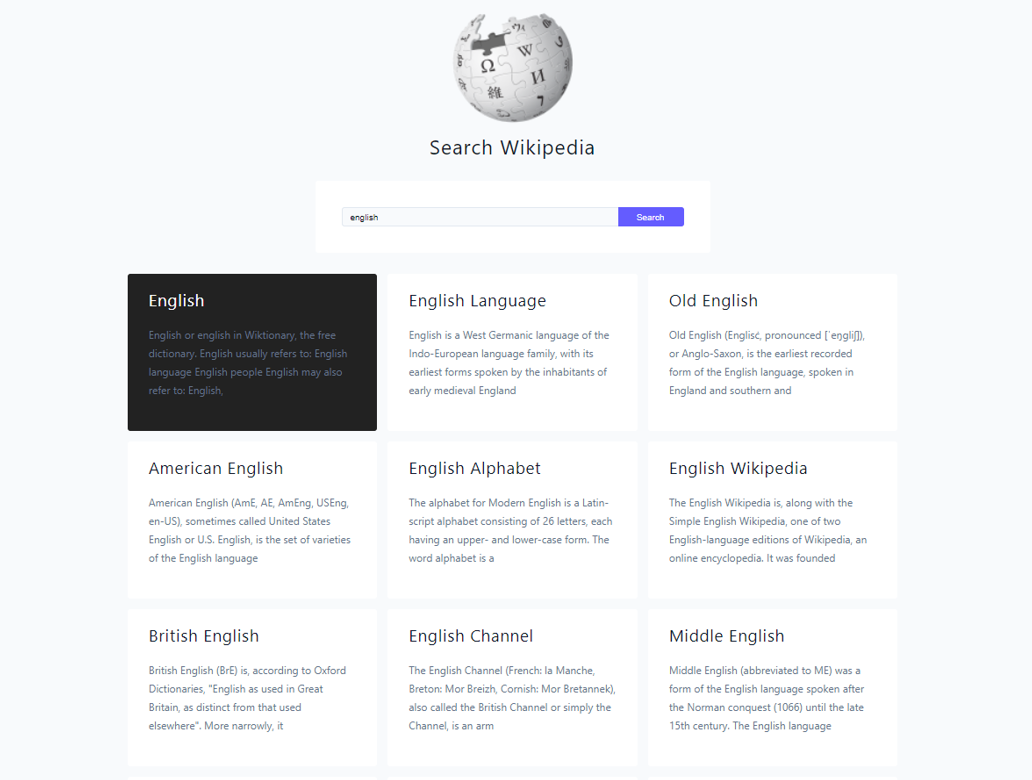 Ω W И 維 7
Search Wikipedia
english
Search
English
English or english in Wiktionary, the free
dictionary. English usually refers to: English
language English people English may also
refer to: English,
English Language
English is a West Germanic language of the
Indo-European language family, with its
earliest forms spoken by the inhabitants of
early medieval England
Old English
Old English (Englisċ, pronounced [ˈeŋɡliʃ]),
or Anglo-Saxon, is the earliest recorded
form of the English language, spoken in
England and southern and
American English
American English (AmE, AE, AmEng, USEng,
en-US), sometimes called United States
English or U.S. English, is the set of varieties
of the English language
English Alphabet
The alphabet for Modern English is a Latin-
script alphabet consisting of 26 letters, each
having an upper- and lower-case form. The
word alphabet is a
English Wikipedia
The English Wikipedia is, along with the
Simple English Wikipedia, one of two
English-language editions of Wikipedia, an
online encyclopedia. It was founded
British English
British English (BrE) is, according to Oxford
Dictionaries, "English as used in Great
Britain, as distinct from that used
elsewhere". More narrowly, it
English Channel
The English Channel (French: la Manche,
Breton: Mor Breizh, Cornish: Mor Bretannek),
also called the British Channel or simply the
Channel, is an arm
Middle English
Middle English (abbreviated to ME) was a
form of the English language spoken after
the Norman conquest (1066) until the late
15th century. The English language